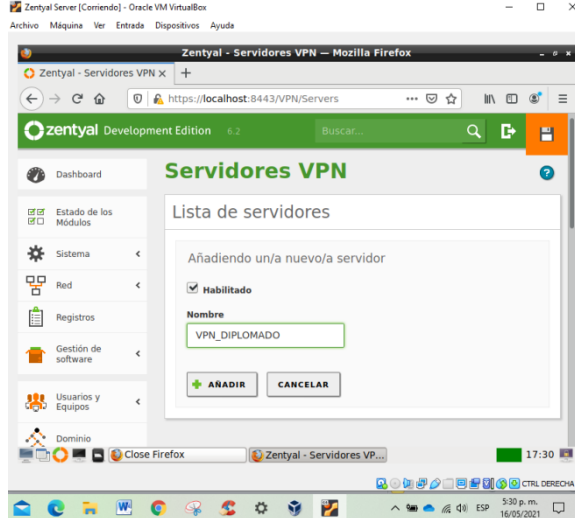 Zentyal Server [Corriendo] - Oracle VM VirtualBox
Archivo Máquina Ver Entrada Dispositivos Ayuda
Zentyal - Servidores VPN — Mozilla Firefox
Zentyal - Servidores VPN
https://localhost:8443/VPN/Servers
zentyal Development Edition 6.2
Buscar...
Dashboard
Estado de los
Módulos
Sistema
Red
Registros
Gestión de
software
Usuarios y
Equipos
Dominio
Servidores VPN
Lista de servidores
Añadiendo un/a nuevo/a servidor
Habilitado
Nombre
VPN_DIPLOMADO
AÑADIR CANCELAR
Close Firefox
Zentyal - Servidores VP...
17:30
CTRL DERECHA
ESP
5:30 p. m.
16/05/2021